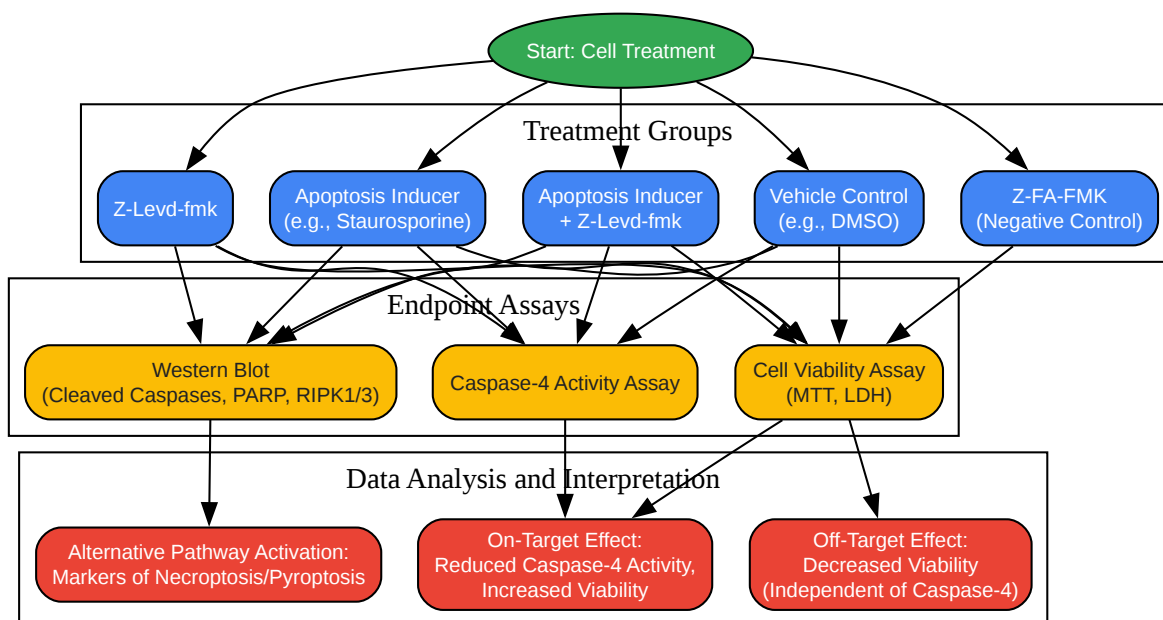 Start: Cell Treatment
Treatment Groups
Z-Levd-fmk
Apoptosis Inducer
(e.g., Staurosporine)
Apoptosis Inducer
+ Z-Levd-fmk
Vehicle Control
(e.g., DMSO)
Z-FA-FMK
(Negative Control)
Endpoint Assays
Western Blot
(Cleaved Caspases, PARP, RIPK1/3)
Caspase-4 Activity Assay
Cell Viability Assay
(MTT, LDH)
Data Analysis and Interpretation
Alternative Pathway Activation:
Markers of Necroptosis/Pyroptosis
On-Target Effect:
Reduced Caspase-4 Activity,
Increased Viability
Off-Target Effect:
Decreased Viability
(Independent of Caspase-4)